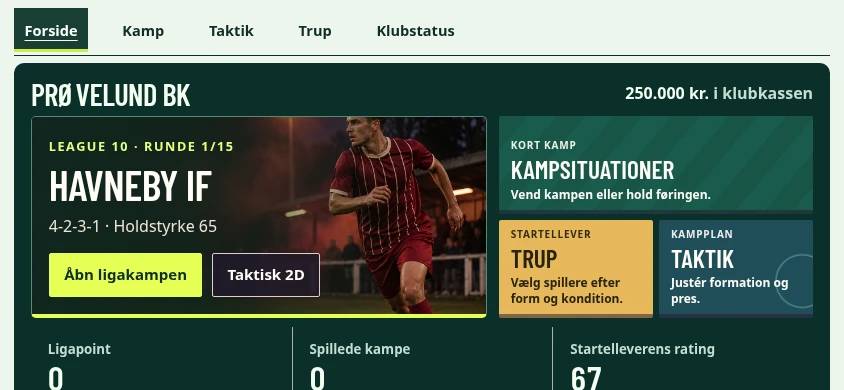 Forside
Kamp
Taktik
Trup
Klubstatus
PRØVELUND BK
250.000 kr. i klubkassen
LEAGUE 10 · RUNDE 1/15
HAVNEBY IF
4-2-3-1 · Holdstyrke 65
Åbn ligakampen
Taktisk 2D
KORT KAMP
KAMPSITUATIONER
Vend kampen eller hold føringen.
STARTELLEVER
TRUP
Vælg spillere efter
form og kondition.
KAMPPLAN
TAKTIK
Justér formation og
pres.
Ligapoint
0
Spillede kampe
0
Startelleverens rating
67